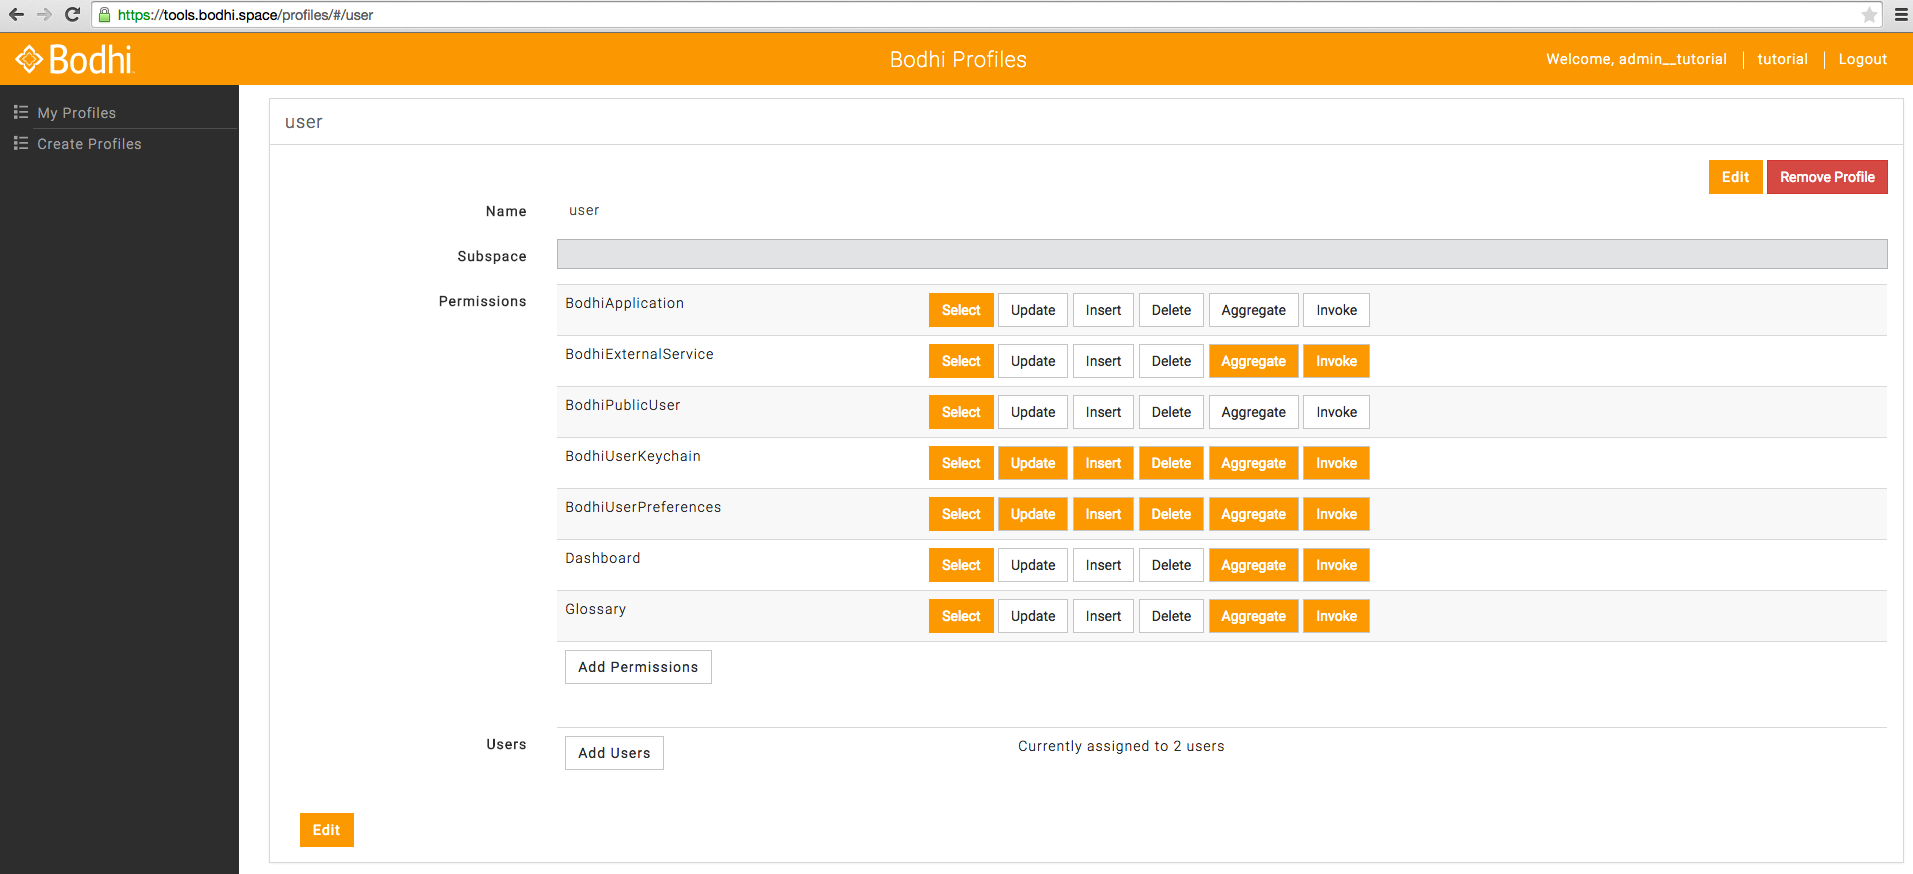 https://tools.bodhi.space/profiles/#/user
Bodhi
Bodhi Profiles
Welcome, admin__tutorial
tutorial
Logout
My Profiles
Create Profiles
user
Edit
Remove Profile
Name
user
Subspace
Permissions
BodhiApplication Select Update Insert Delete Aggregate Invoke
BodhiExternalService Select Update Insert Delete Aggregate Invoke
BodhiPublicUser Select Update Insert Delete Aggregate Invoke
BodhiUserKeychain Select Update Insert Delete Aggregate Invoke
BodhiUserPreferences Select Update Insert Delete Aggregate Invoke
Dashboard Select Update Insert Delete Aggregate Invoke
Glossary Select Update Insert Delete Aggregate Invoke
Add Permissions
Users
Add Users
Currently assigned to 2 users
Edit